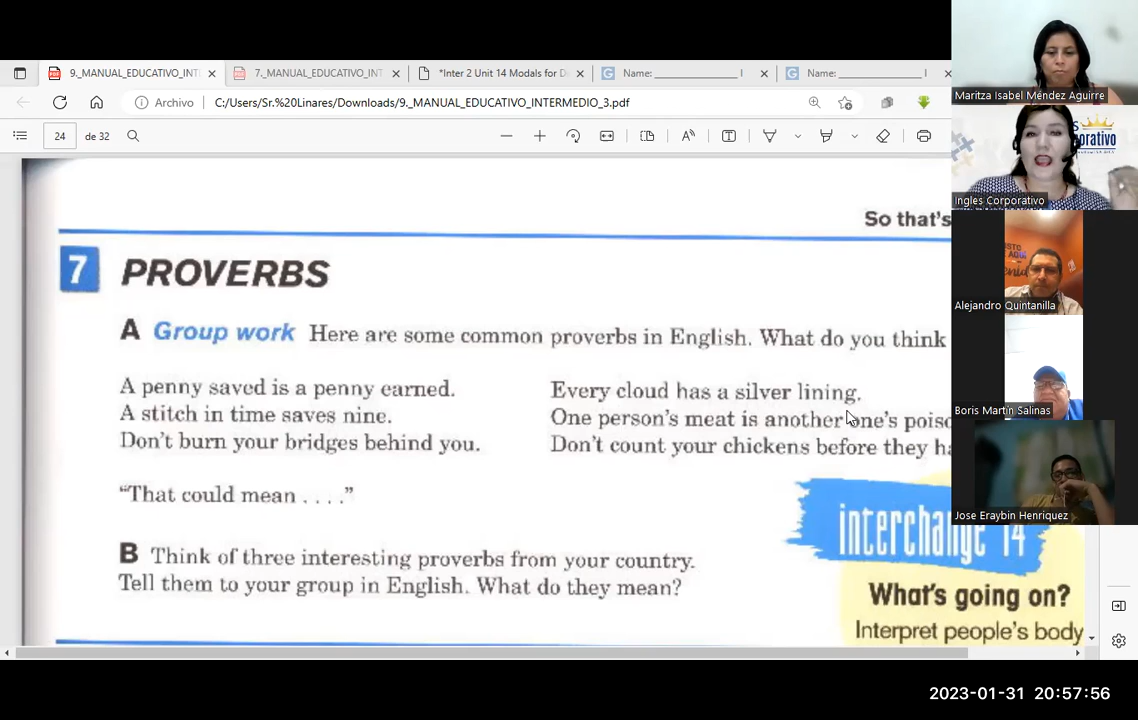 9._MANUAL_EDUCATIVO_INT
7._MANUAL_EDUCATIVO_INT
*Inter 2 Unit 14 Modals for D
Name: ____________ I
Name: ____________ I
Archivo
C:/Users/Sr.%20Linares/Downloads/9._MANUAL_EDUCATIVO_INTERMEDIO_3.pdf
24
de 32
So that's
7 PROVERBS
A Group work Here are some common proverbs in English. What do you think
A penny saved is a penny earned.
A stitch in time saves nine.
Don't burn your bridges behind you.
Every cloud has a silver lining.
One person's meat is another one's poiso
Don't count your chickens before they ha
"That could mean . . . ."
B Think of three interesting proverbs from your country.
Tell them to your group in English. What do they mean?
interchange 14
What's going on?
Interpret people's body
Maritza Isabel Méndez Aguirre
orativo
Ingles Corporativo
Alejandro Quintanilla
Boris Martin Salinas
Jose Eraybin Henriquez
2023-01-31 20:57:56